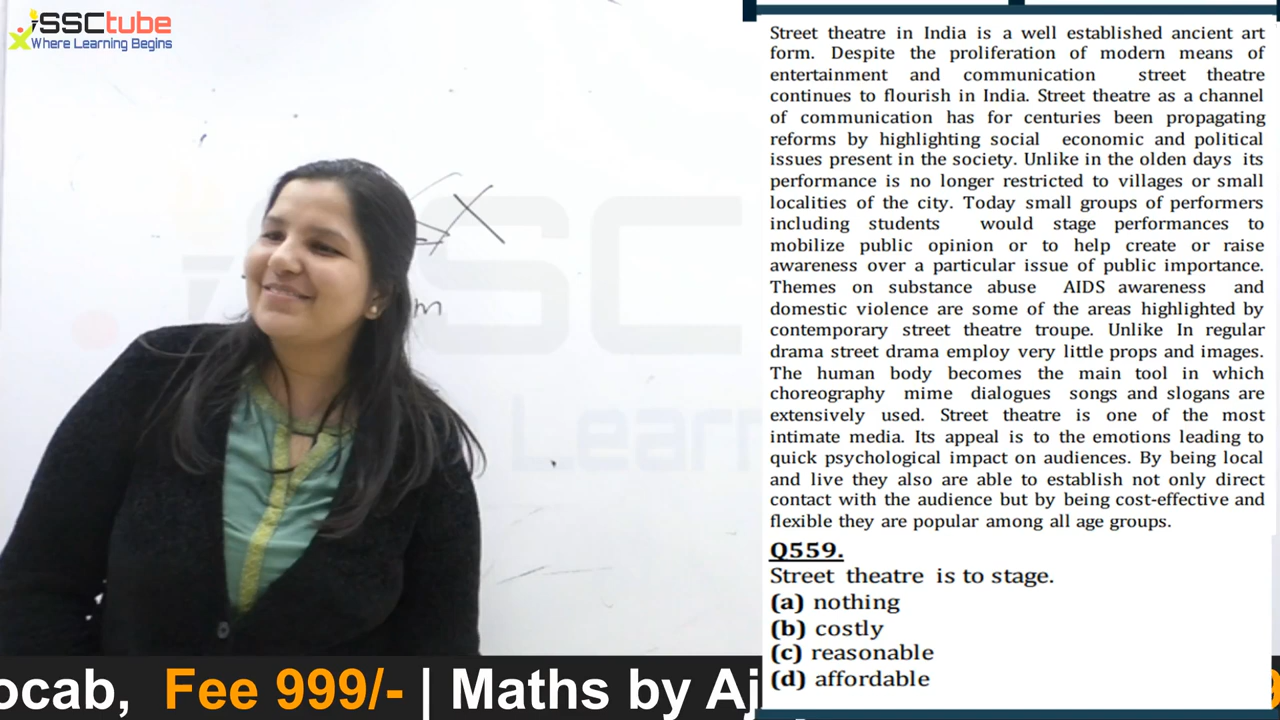 SSCtube
Where Learning Begins
Street theatre in India is a well established ancient art
form. Despite the proliferation of modern means of
entertainment and communication street theatre
continues to flourish in India. Street theatre as a channel
of communication has for centuries been propagating
reforms by highlighting social economic and political
issues present in the society. Unlike in the olden days its
performance is no longer restricted to villages or small
localities of the city. Today small groups of performers
including students would stage performances to
mobilize public opinion or to help create or raise
awareness over a particular issue of public importance.
Themes on substance abuse AIDS awareness and
domestic violence are some of the areas highlighted by
contemporary street theatre troupe. Unlike In regular
drama street drama employ very little props and images.
The human body becomes the main tool in which
choreography mime dialogues songs and slogans are
extensively used. Street theatre is one of the most
intimate media. Its appeal is to the emotions leading to
quick psychological impact on audiences. By being local
and live they also are able to establish not only direct
contact with the audience but by being cost-effective and
flexible they are popular among all age groups.
Q559.
Street theatre is to stage.
(a) nothing
(b) costly
(c) reasonable
(d) affordable
ocab, Fee 999/- | Maths by Aj